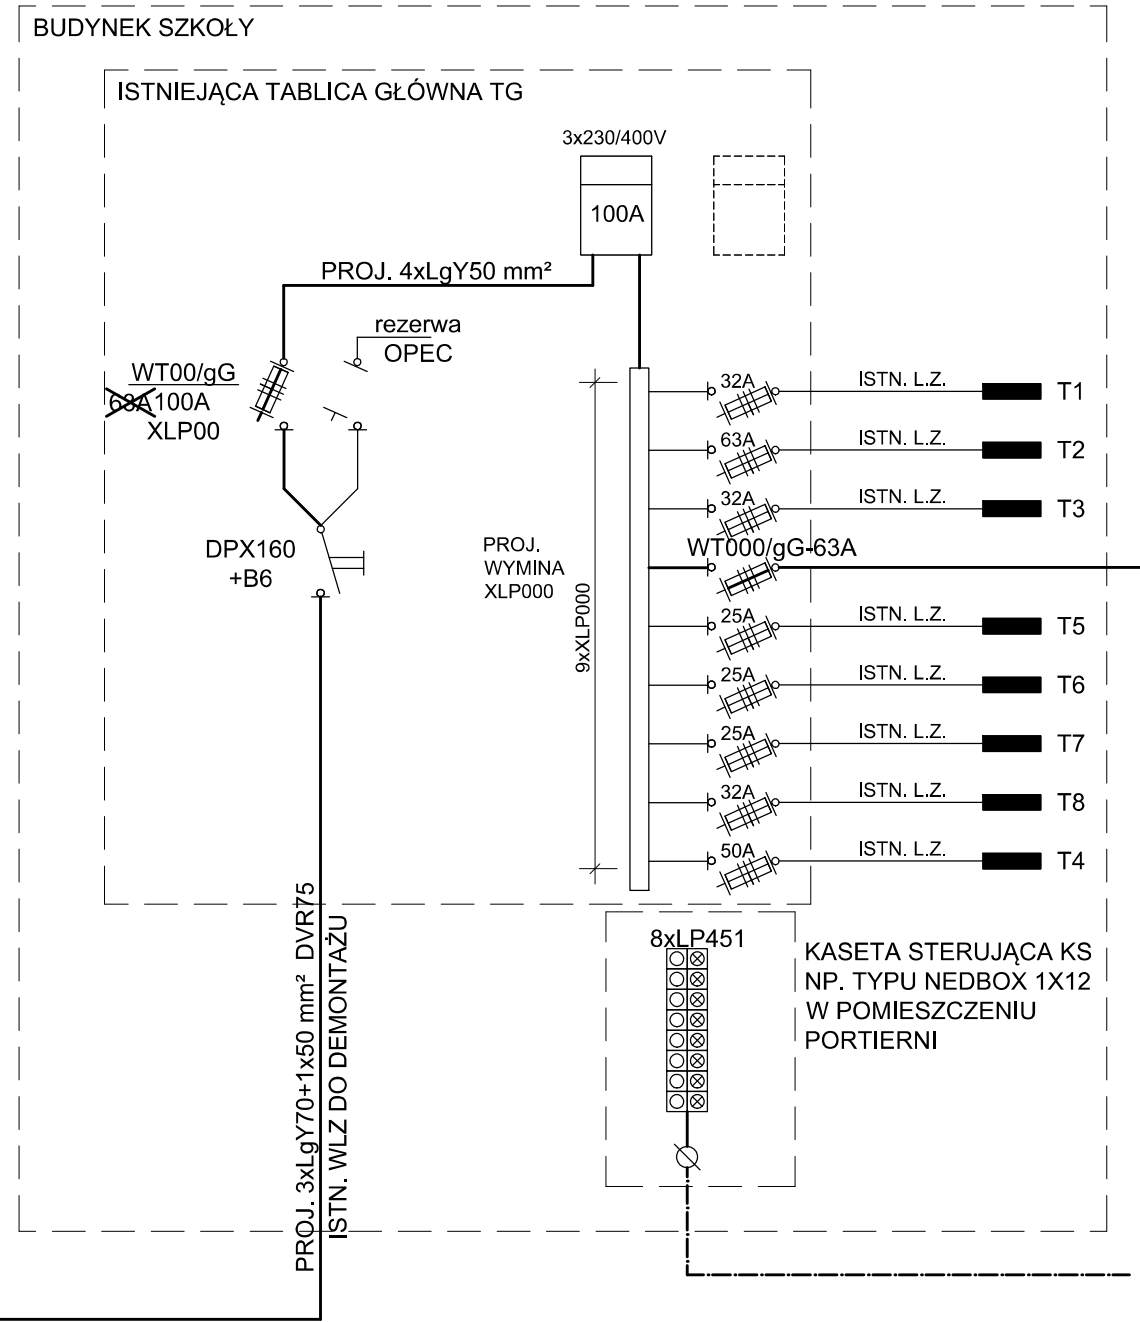 BUDYNEK SZKOŁY
ISTNIEJĄCA TABLICA GŁÓWNA TG
3x230/400V
100A
PROJ. 4xLgY50 mm²
rezerwa
OPEC
WT00/gG
63A 100A
XLP00
DPX160
+B6
PROJ.
WYMINA
XLP000
9xXLP000
32A
ISTN. L.Z.
T1
63A
ISTN. L.Z.
T2
32A
ISTN. L.Z.
T3
WT000/gG-63A
25A
ISTN. L.Z.
T5
25A
ISTN. L.Z.
T6
25A
ISTN. L.Z.
T7
32A
ISTN. L.Z.
T8
50A
ISTN. L.Z.
T4
PROJ. 3xLgY70+1x50 mm² DVR75
ISTN. WLZ DO DEMONTAŻU
8xLP451
KASETA STERUJĄCA KS
NP. TYPU NEDBOX 1X12
W POMIESZCZENIU
PORTIERNI